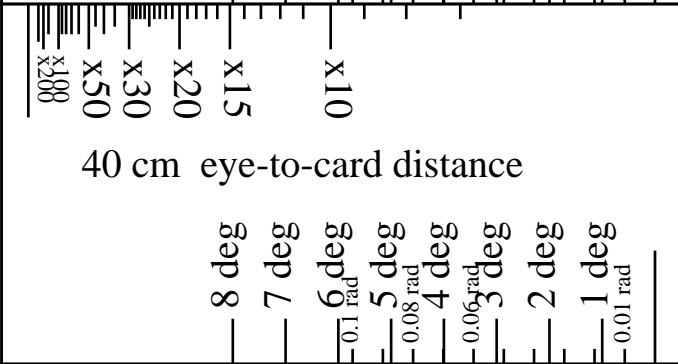 x200 x100 x50 x30 x20 x15 x10
40 cm eye-to-card distance
8 deg 7 deg 6 deg 5 deg 4 deg 3 deg 2 deg 1 deg
0.1 rad 0.08 rad 0.06 rad 0.01 rad